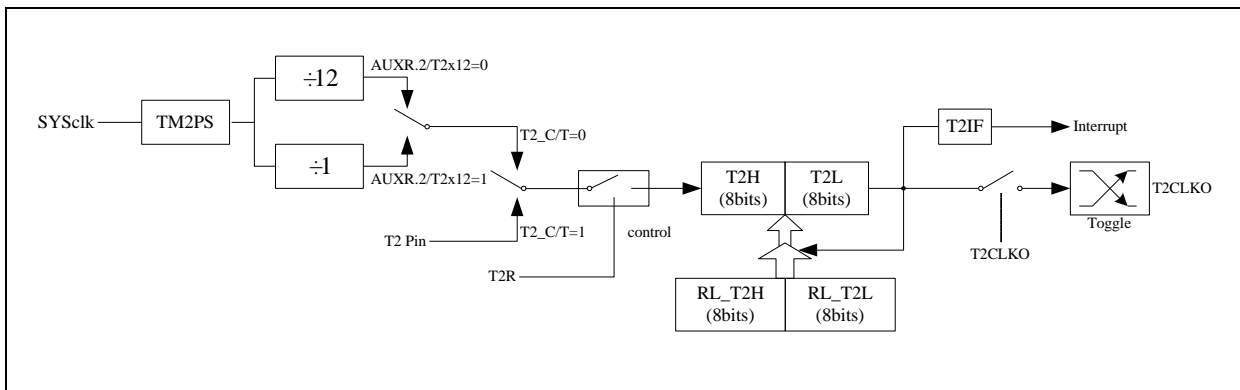 SYSclk
TM2PS
÷12
÷1
AUXR.2/T2x12=0
AUXR.2/T2x12=1
T2_C/T=0
T2_C/T=1
T2 Pin
T2R
control
T2H
(8bits)
T2L
(8bits)
RL_T2H
(8bits)
RL_T2L
(8bits)
T2IF
Interrupt
T2CLKO
Toggle
T2CLKO